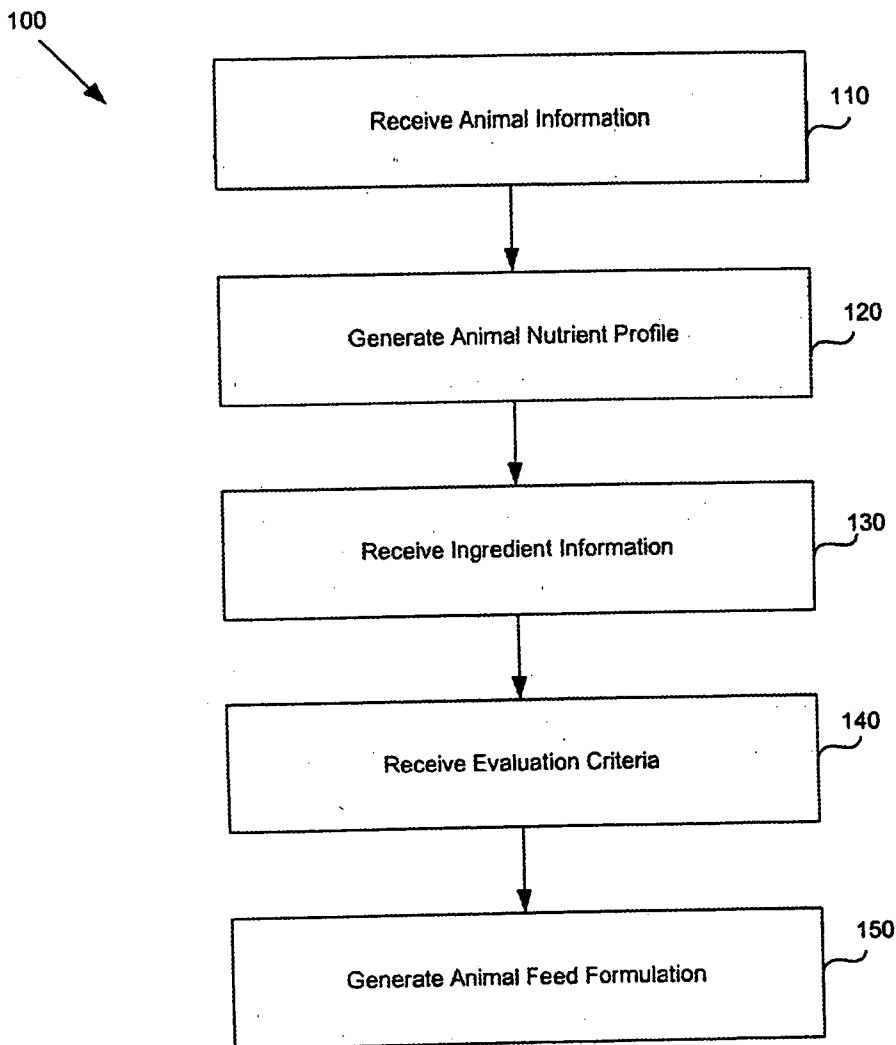 100
Receive Animal Information
110
Generate Animal Nutrient Profile
120
Receive Ingredient Information
130
Receive Evaluation Criteria
140
Generate Animal Feed Formulation
150